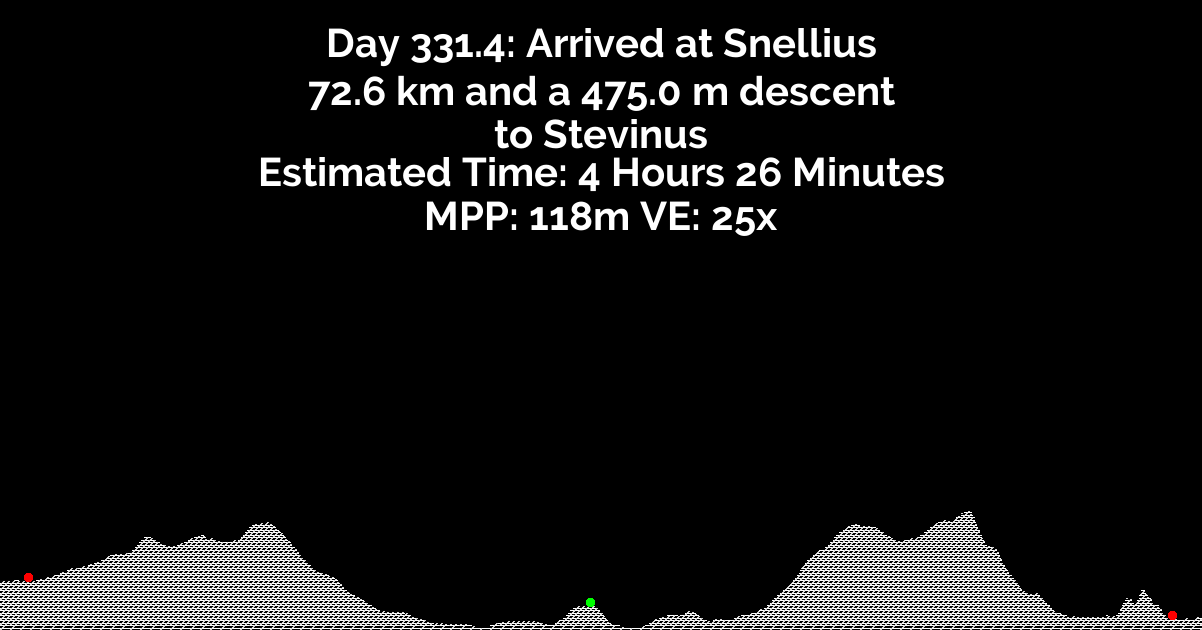 Day 331.4: Arrived at Snellius
72.6 km and a 475.0 m descent
to Stevinus
Estimated Time: 4 Hours 26 Minutes
MPP: 118m VE: 25x